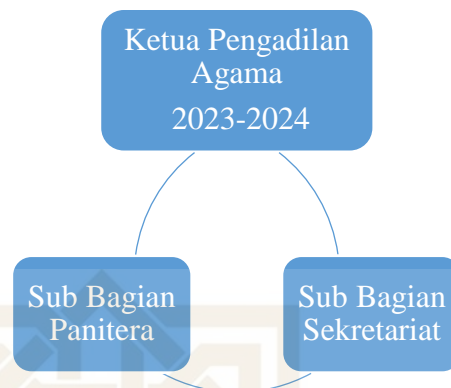 Ketua Pengadilan
Agama
2023-2024
Sub Bagian
Panitera
Sub Bagian
Sekretariat